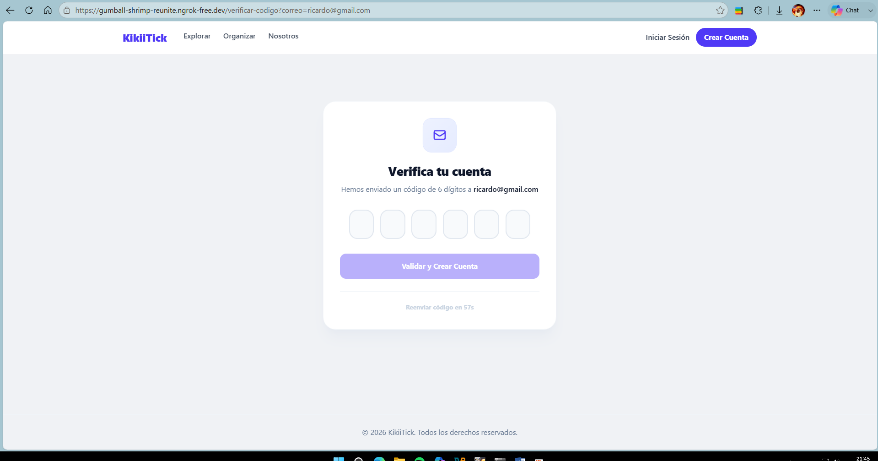 https://gumball-shrimp-reunite.ngrok-free.dev/verificar-codigo?correo=ricardo@gmail.com
Chat
KikiiTick
Explorar
Organizar
Nosotros
Iniciar Sesión
Crear Cuenta
Verifica tu cuenta
Hemos enviado un código de 6 dígitos a ricardo@gmail.com
Validar y Crear Cuenta
Reenviar código en 57s
© 2026 KikiiTick. Todos los derechos reservados.
21:45